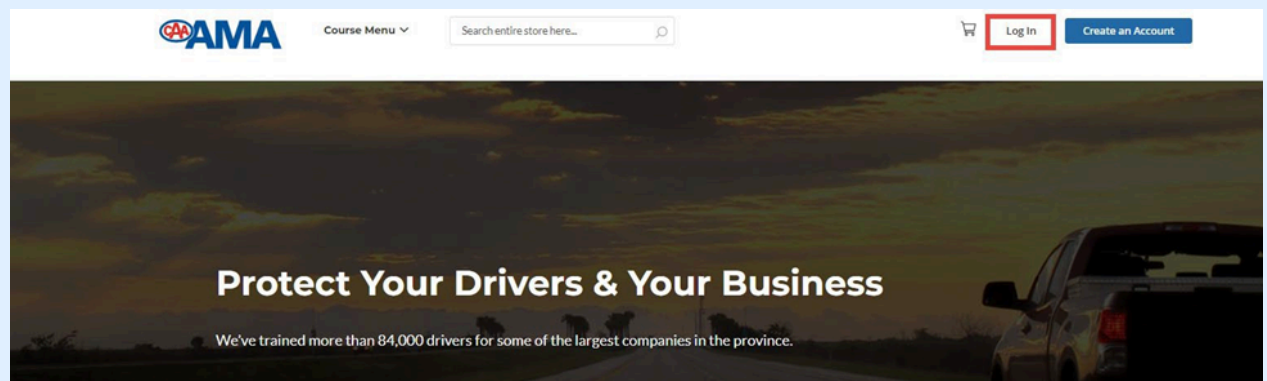 CAA AMA
Course Menu
Search entire store here...
Log In
Create an Account
Protect Your Drivers & Your Business
We've trained more than 84,000 drivers for some of the largest companies in the province.